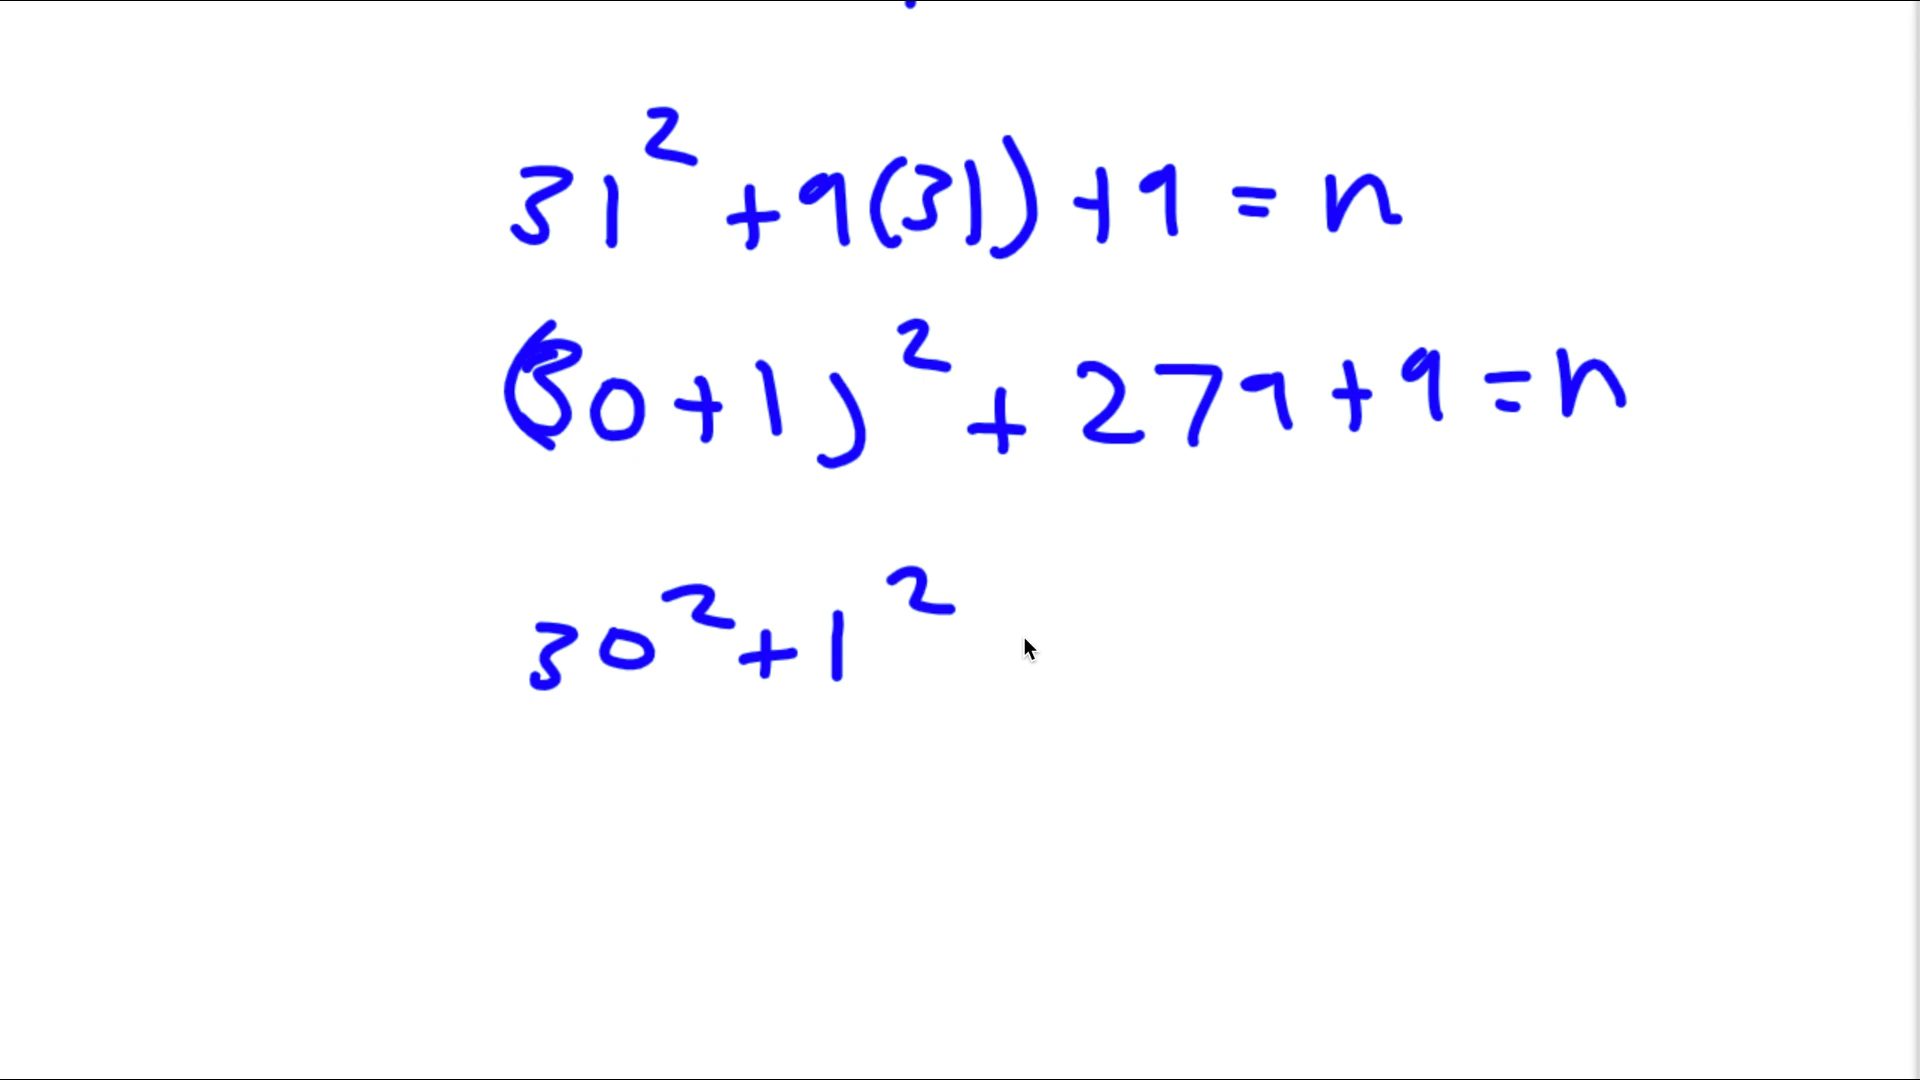 31² + 9(31) + 9 = n
(30 + 1)² + 279 + 9 = n
30² + 1²